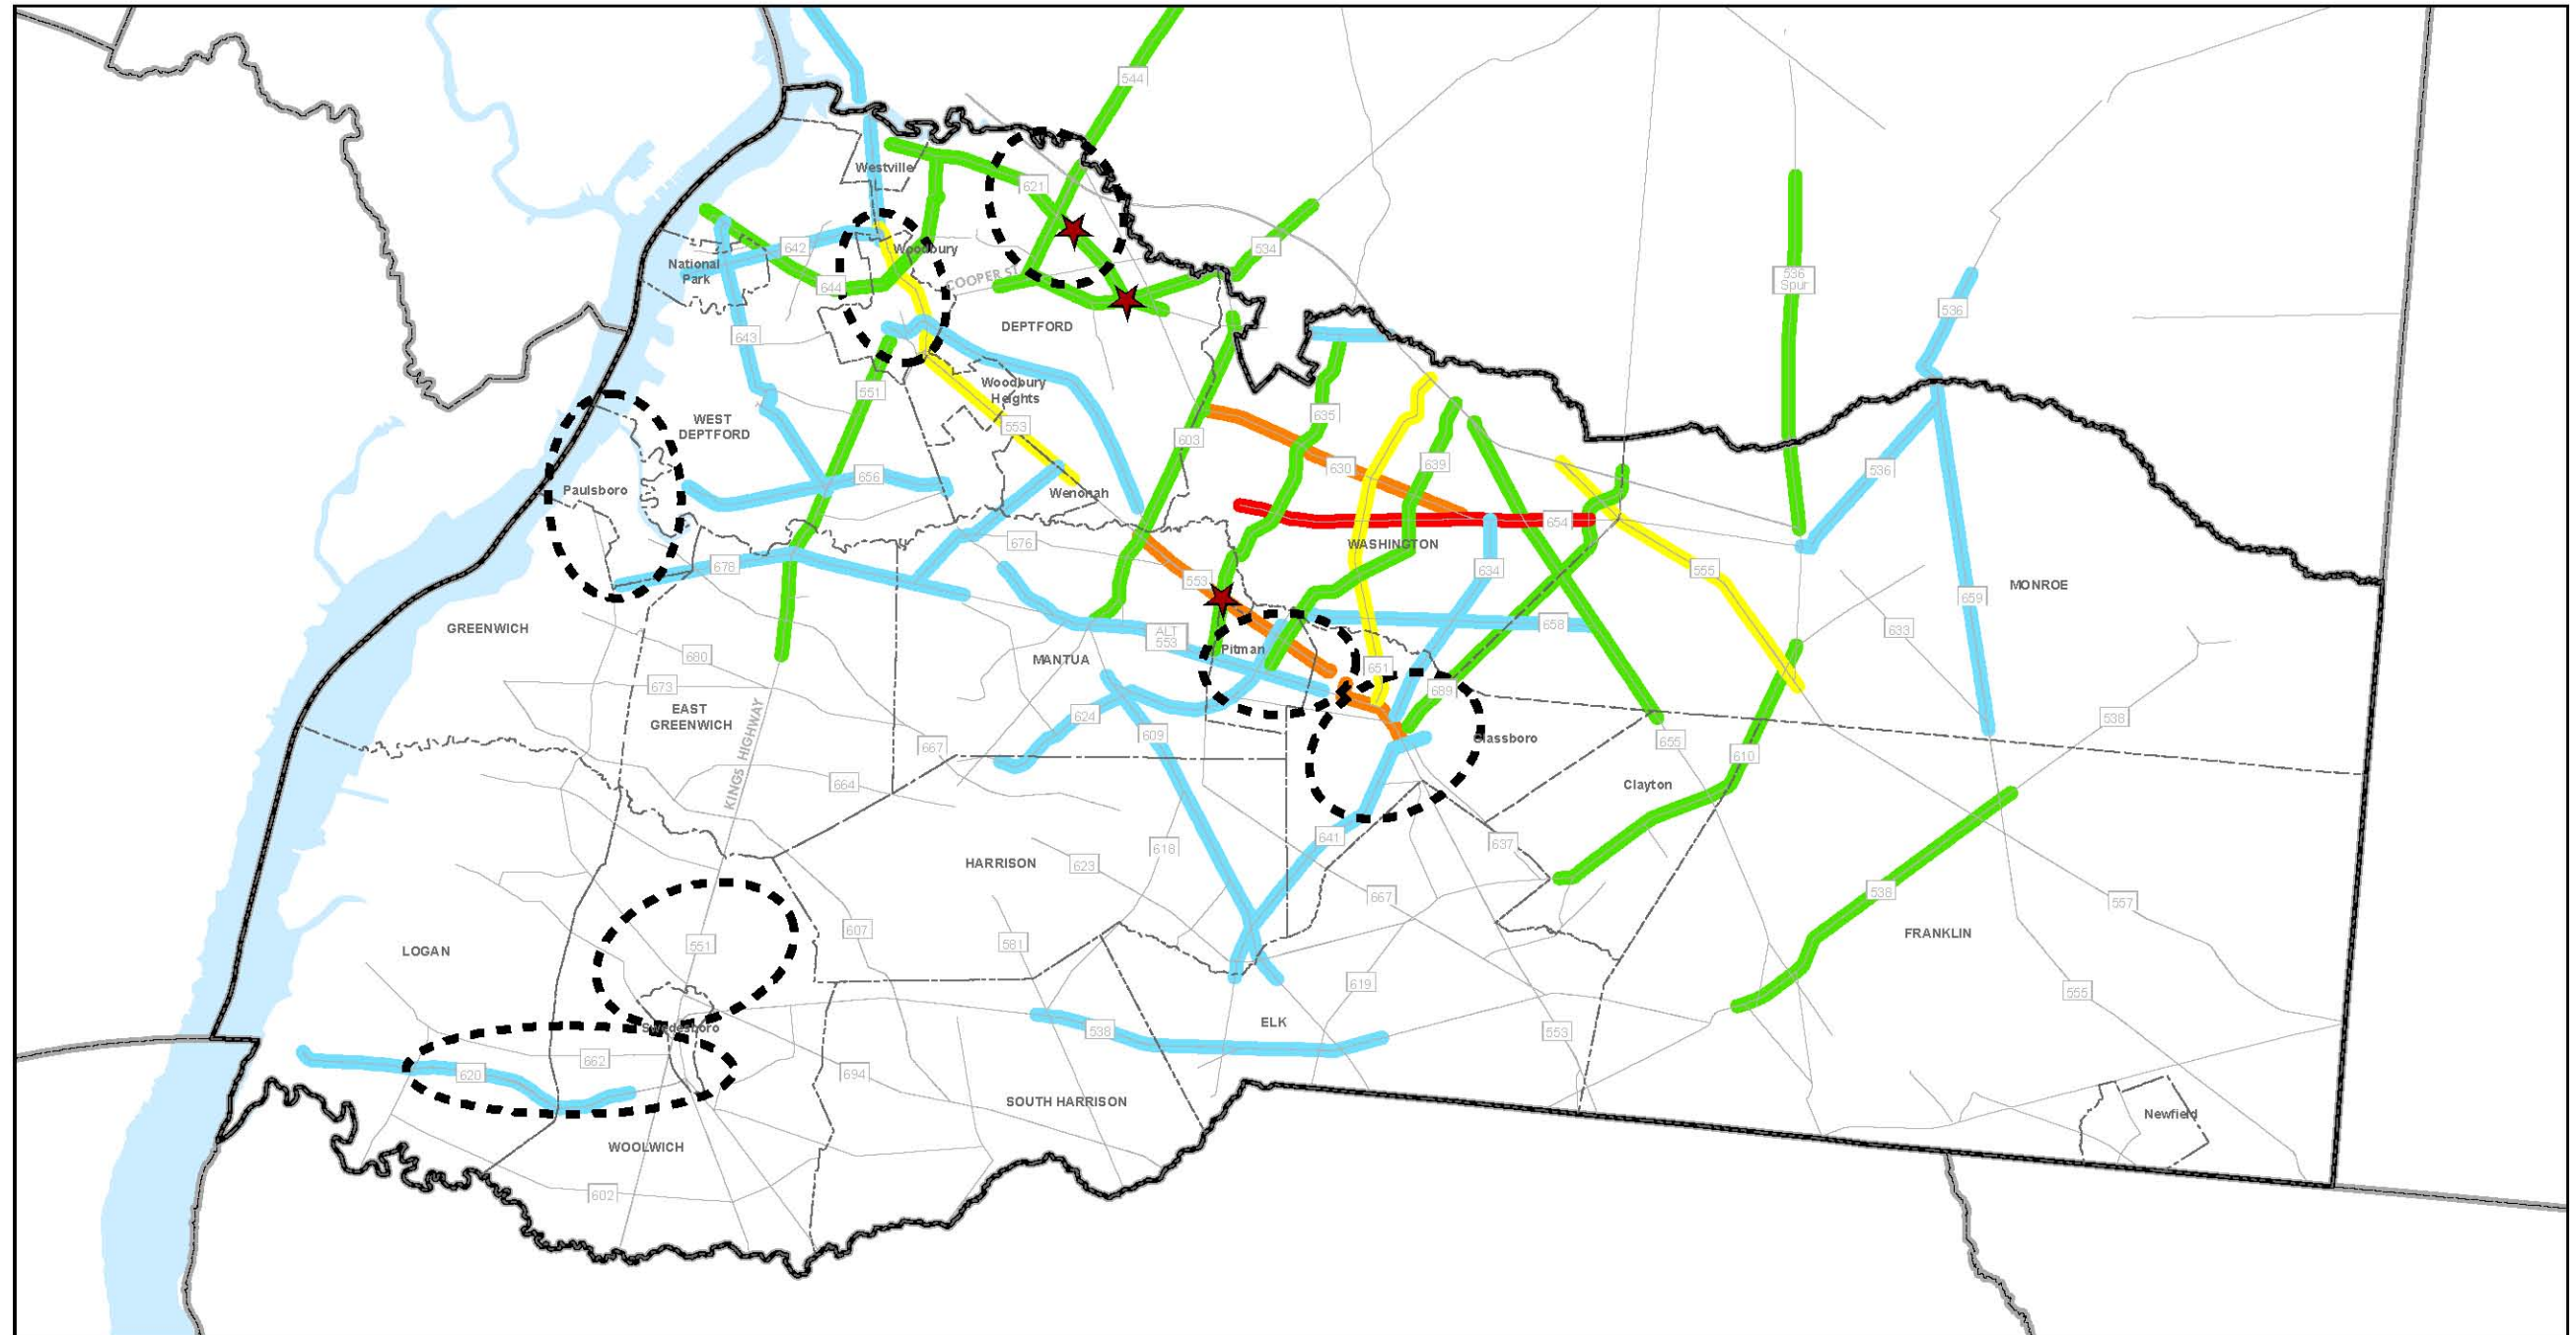 544
Westville
621
642
Woodbury
534
National
Park
COOPER ST
536
Spur
644
536
DEPTFORD
643
Woodbury
Heights
551
635
WEST
DEPTFORD
553
603
639
630
536
656
Paulsboro
Wenonah
654
676
WASHINGTON
678
553
634
555
MONROE
659
GREENWICH
658
633
ALT
553
680
Pitman
MANTUA
651
673
689
EAST
GREENWICH
624
538
KINGS HIGHWAY
609
Glassboro
655
667
610
664
Clayton
641
637
618
HARRISON
623
538
667
557
607
FRANKLIN
551
581
LOGAN
619
555
Swedesboro
ELK
538
553
662
620
694
SOUTH HARRISON
Newfield
WOOLWICH
602